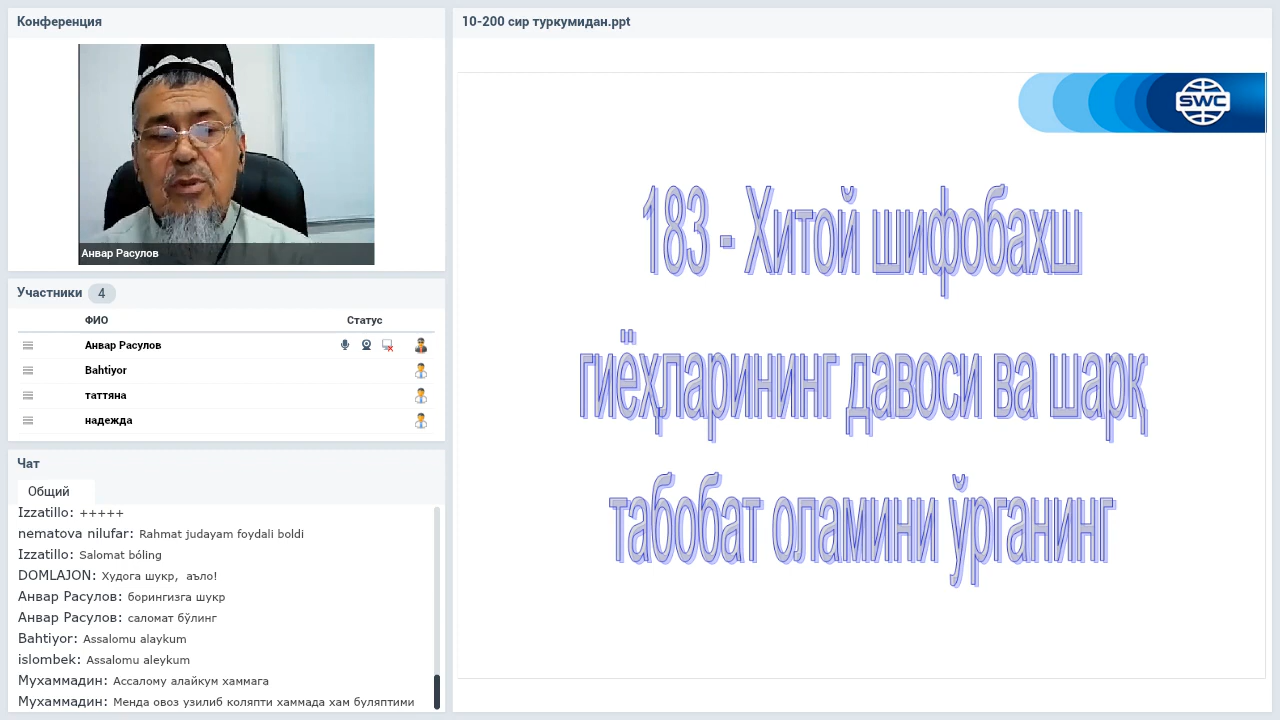 Конференция
Анвар Расулов
Участники 4
ФИО Статус
Анвар Расулов
Bahtiyor
таттяна
надежда
Чат
Общий
Izzatillo: +++++
nematova nilufar: Rahmat judayam foydali boldi
Izzatillo: Salomat bóling
DOMLAJON: Худога шукр, аъло!
Анвар Расулов: борингизга шукр
Анвар Расулов: саломат бўлинг
Bahtiyor: Assalomu alaykum
islombek: Assalomu aleykum
Мухаммадин: Ассалому алайкум хаммага
Мухаммадин: Менда овоз узилиб коляпти хаммада хам буляптими
10-200 сир туркумидан.ppt
SWC
183 - Хитой шифобахш
гиёҳларининг давоси ва шарқ
табобат оламини ўрганинг